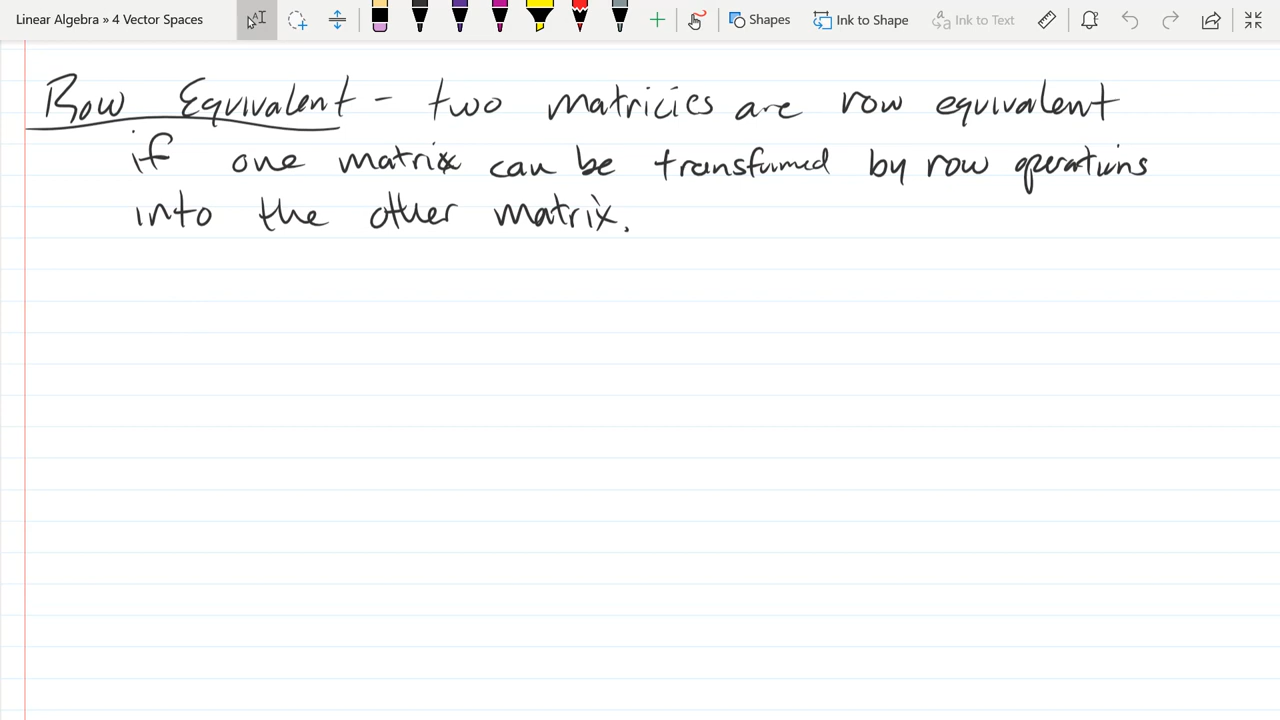 Linear Algebra » 4 Vector Spaces
Shapes
Ink to Shape
Ink to Text
Row Equivalent - two matricies are row equivalent
if one matrix can be transfurmed by row operations
into the other matrix.